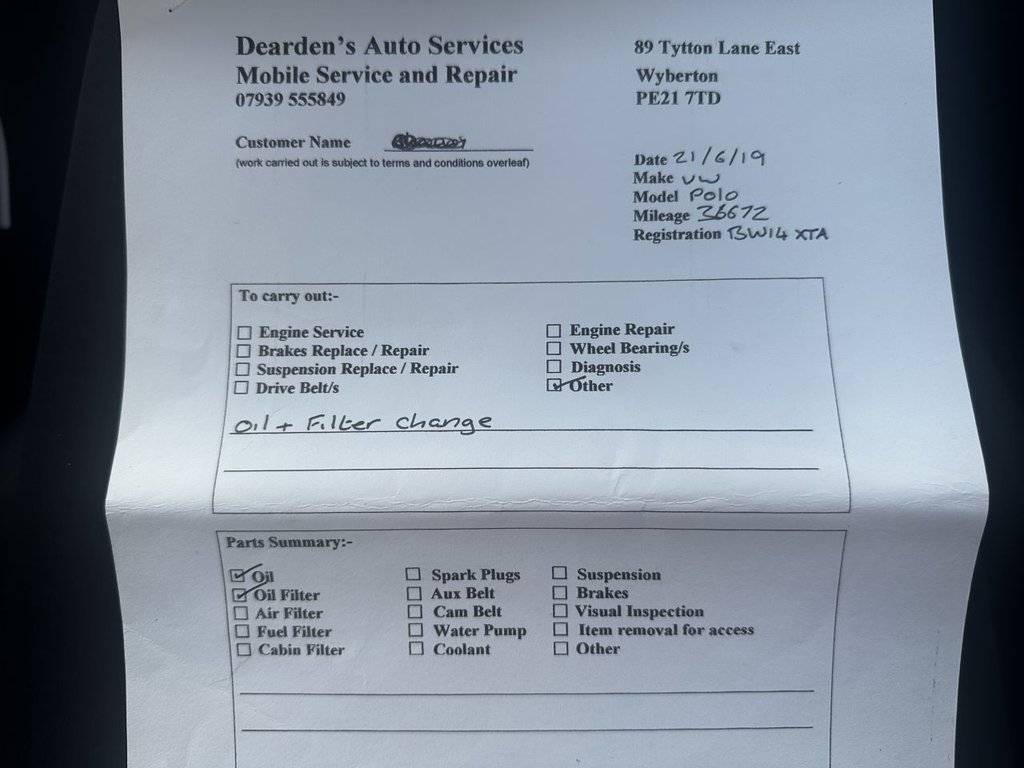 Dearden's Auto Services
Mobile Service and Repair
07939 555849
89 Tytton Lane East
Wyberton
PE21 7TD
Customer Name
(work carried out is subject to terms and conditions overleaf)
Date 21/6/19
Make VW
Model Polo
Mileage 36672
Registration BW14 XTA
To carry out:-
Engine Service
Brakes Replace / Repair
Suspension Replace / Repair
Drive Belt/s
Engine Repair
Wheel Bearing/s
Diagnosis
Other
Oil + Filter change
Parts Summary:-
Oil
Oil Filter
Air Filter
Fuel Filter
Cabin Filter
Spark Plugs
Aux Belt
Cam Belt
Water Pump
Coolant
Suspension
Brakes
Visual Inspection
Item removal for access
Other